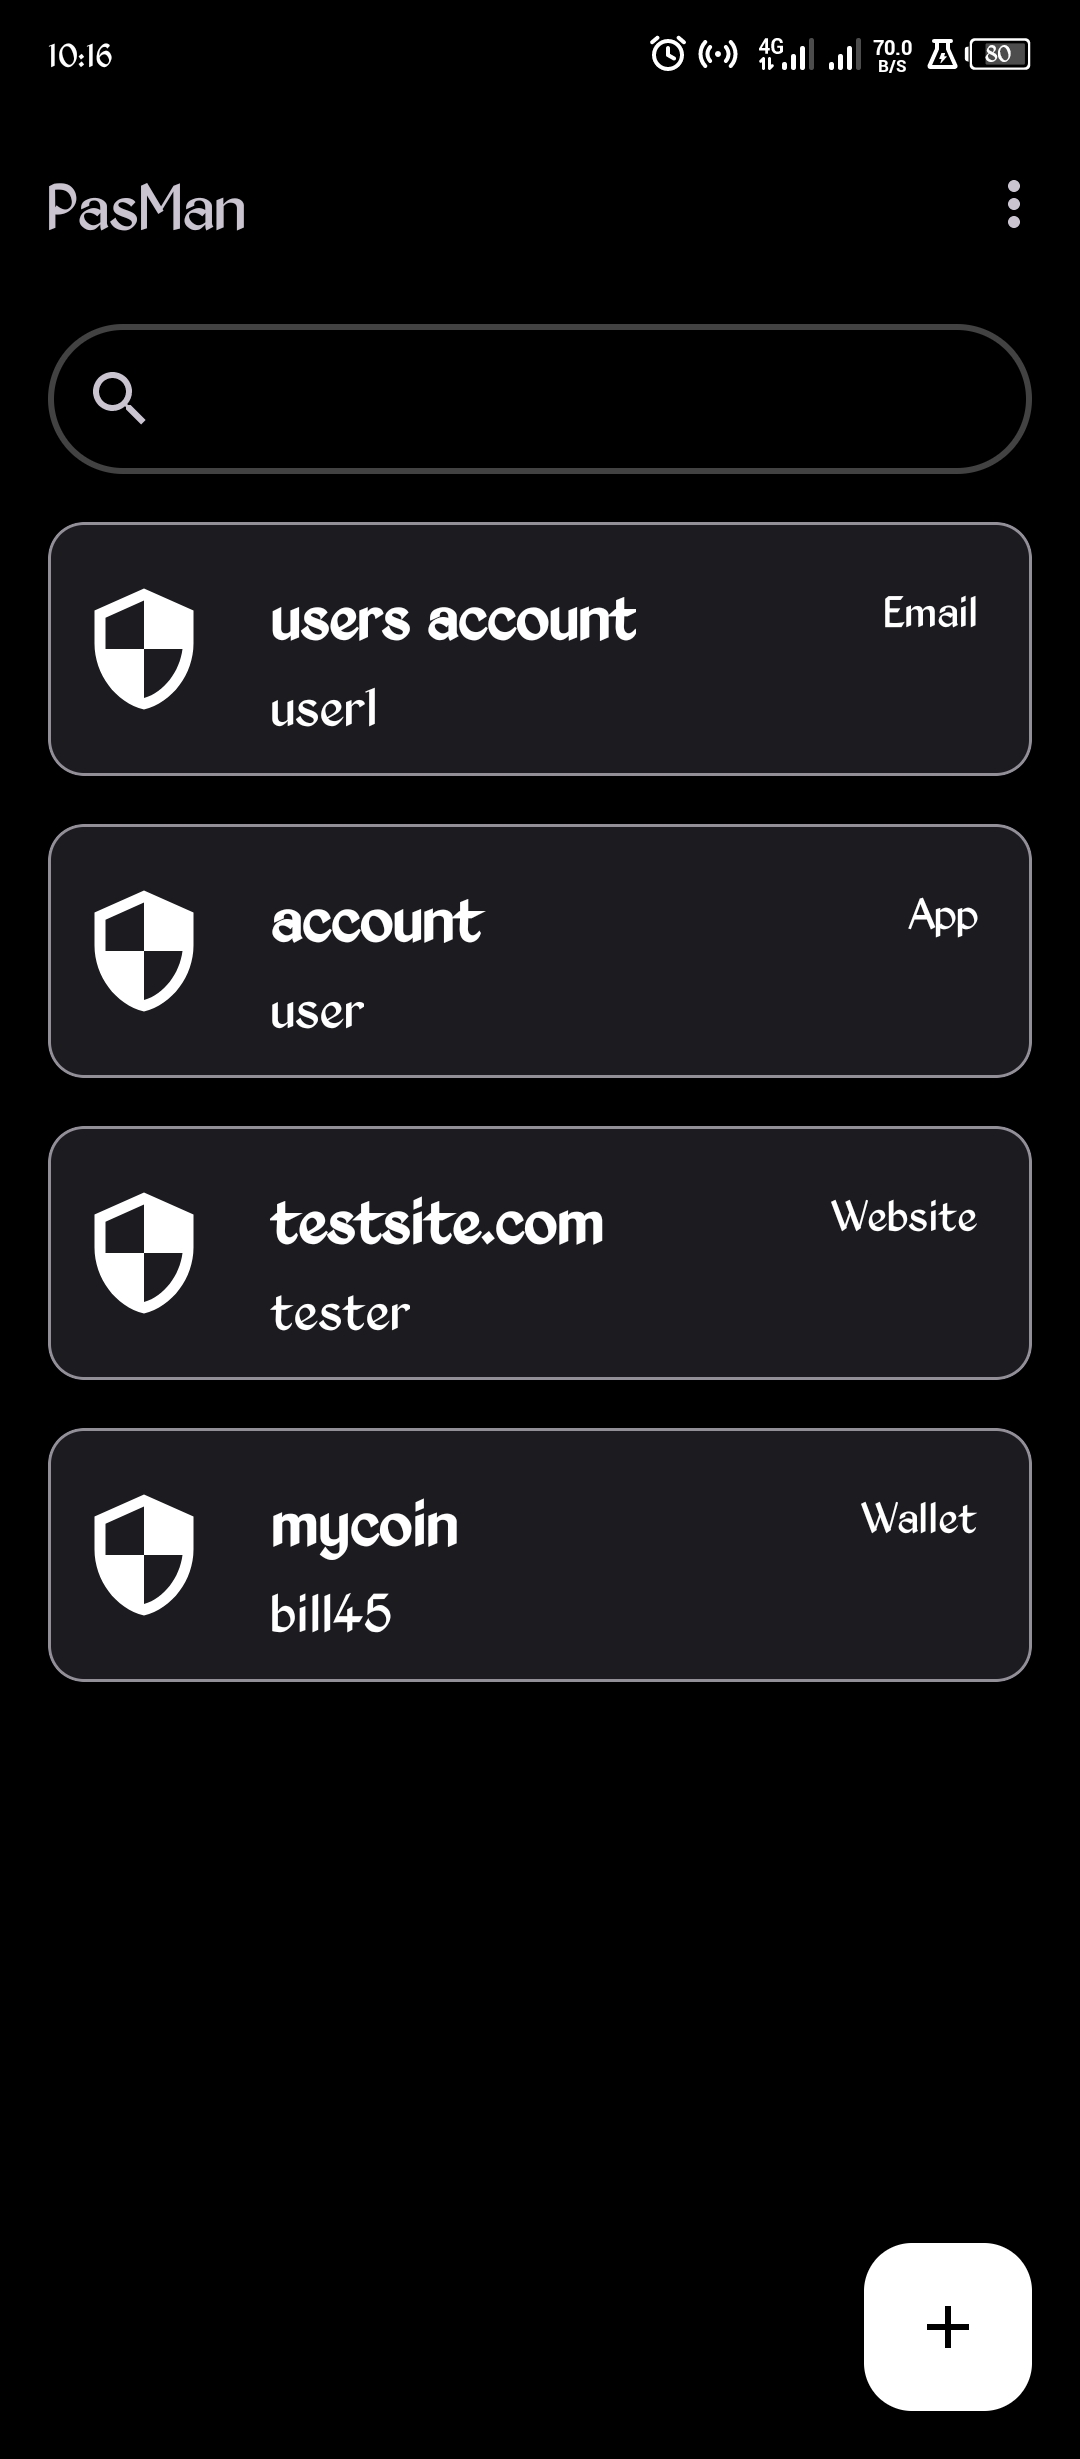 10:16 4G 70.0 B/S 80
PasMan
users account Email
user1
account App
user
testsite.com Website
tester
mycoin Wallet
bill45